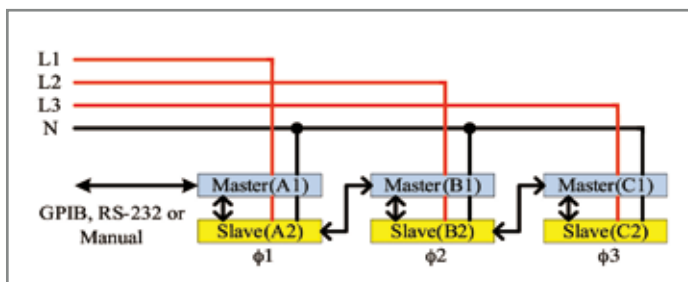 L1
L2
L3
N
Master(A1) Master(B1) Master(C1)
GPIB, RS-232 or
Manual
Slave(A2) Slave(B2) Slave(C2)
ϕ1 ϕ2 ϕ3